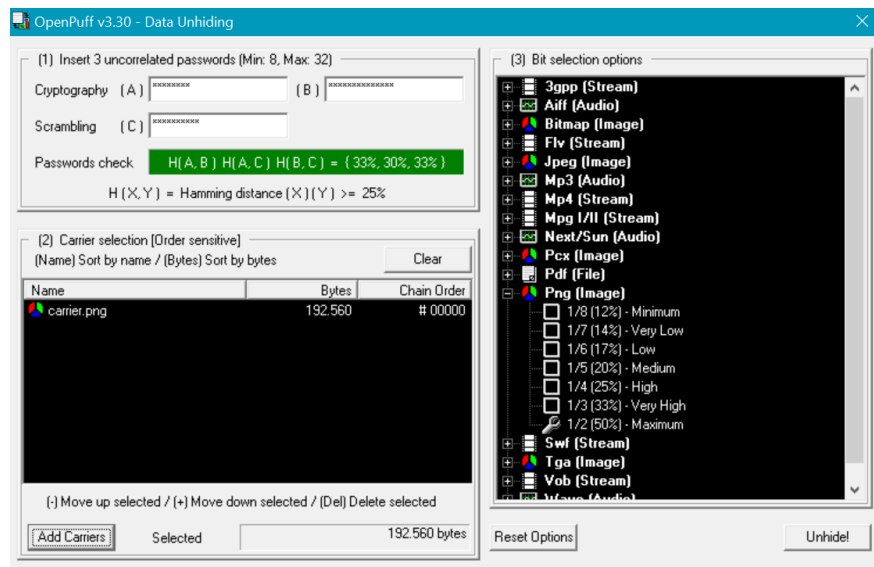 OpenPuff v3.30 - Data Unhiding
(1) Insert 3 uncorrelated passwords (Min: 8, Max: 32)
Cryptography (A) ×××××××× (B) ××××××××××××××
Scrambling (C) ××××××××××
Passwords check H(A,B) H(A,C) H(B,C) = {33%, 30%, 33%}
H (X,Y) = Hamming distance (X)(Y) >= 25%
(2) Carrier selection [Order sensitive]
(Name) Sort by name / (Bytes) Sort by bytes Clear
Name Bytes Chain Order
carrier.png 192.560 # 00000
(-) Move up selected / (+) Move down selected / (Del) Delete selected
Add Carriers Selected 192.560 bytes
(3) Bit selection options
3gpp (Stream)
Aiff (Audio)
Bitmap (Image)
Flv (Stream)
Jpeg (Image)
Mp3 (Audio)
Mp4 (Stream)
Mpg I/II (Stream)
Next/Sun (Audio)
Pcx (Image)
Pdf (File)
Png (Image)
1/8 (12%) - Minimum
1/7 (14%) - Very Low
1/6 (17%) - Low
1/5 (20%) - Medium
1/4 (25%) - High
1/3 (33%) - Very High
1/2 (50%) - Maximum
Swf (Stream)
Tga (Image)
Vob (Stream)
Reset Options Unhide!